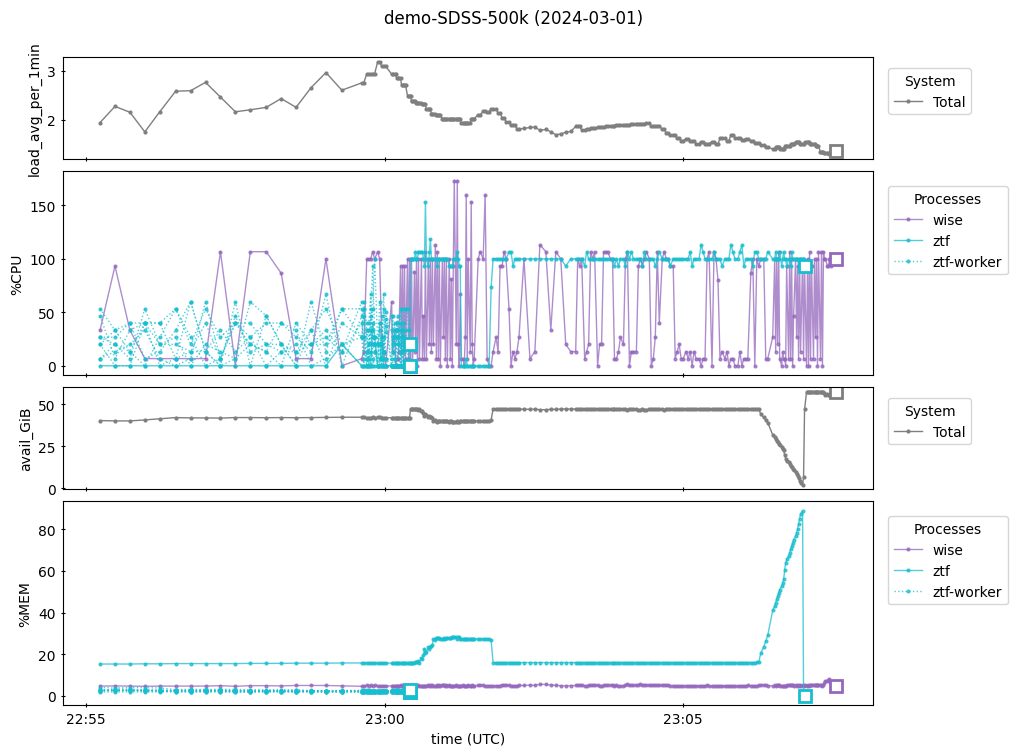 demo-SDSS-500k (2024-03-01)
load_avg_per_1min
3
2
System
Total
%CPU
150
100
50
0
Processes
wise
ztf
ztf-worker
avail_GiB
50
25
0
System
Total
%MEM
80
60
40
20
0
Processes
wise
ztf
ztf-worker
22:55
23:00
23:05
time (UTC)